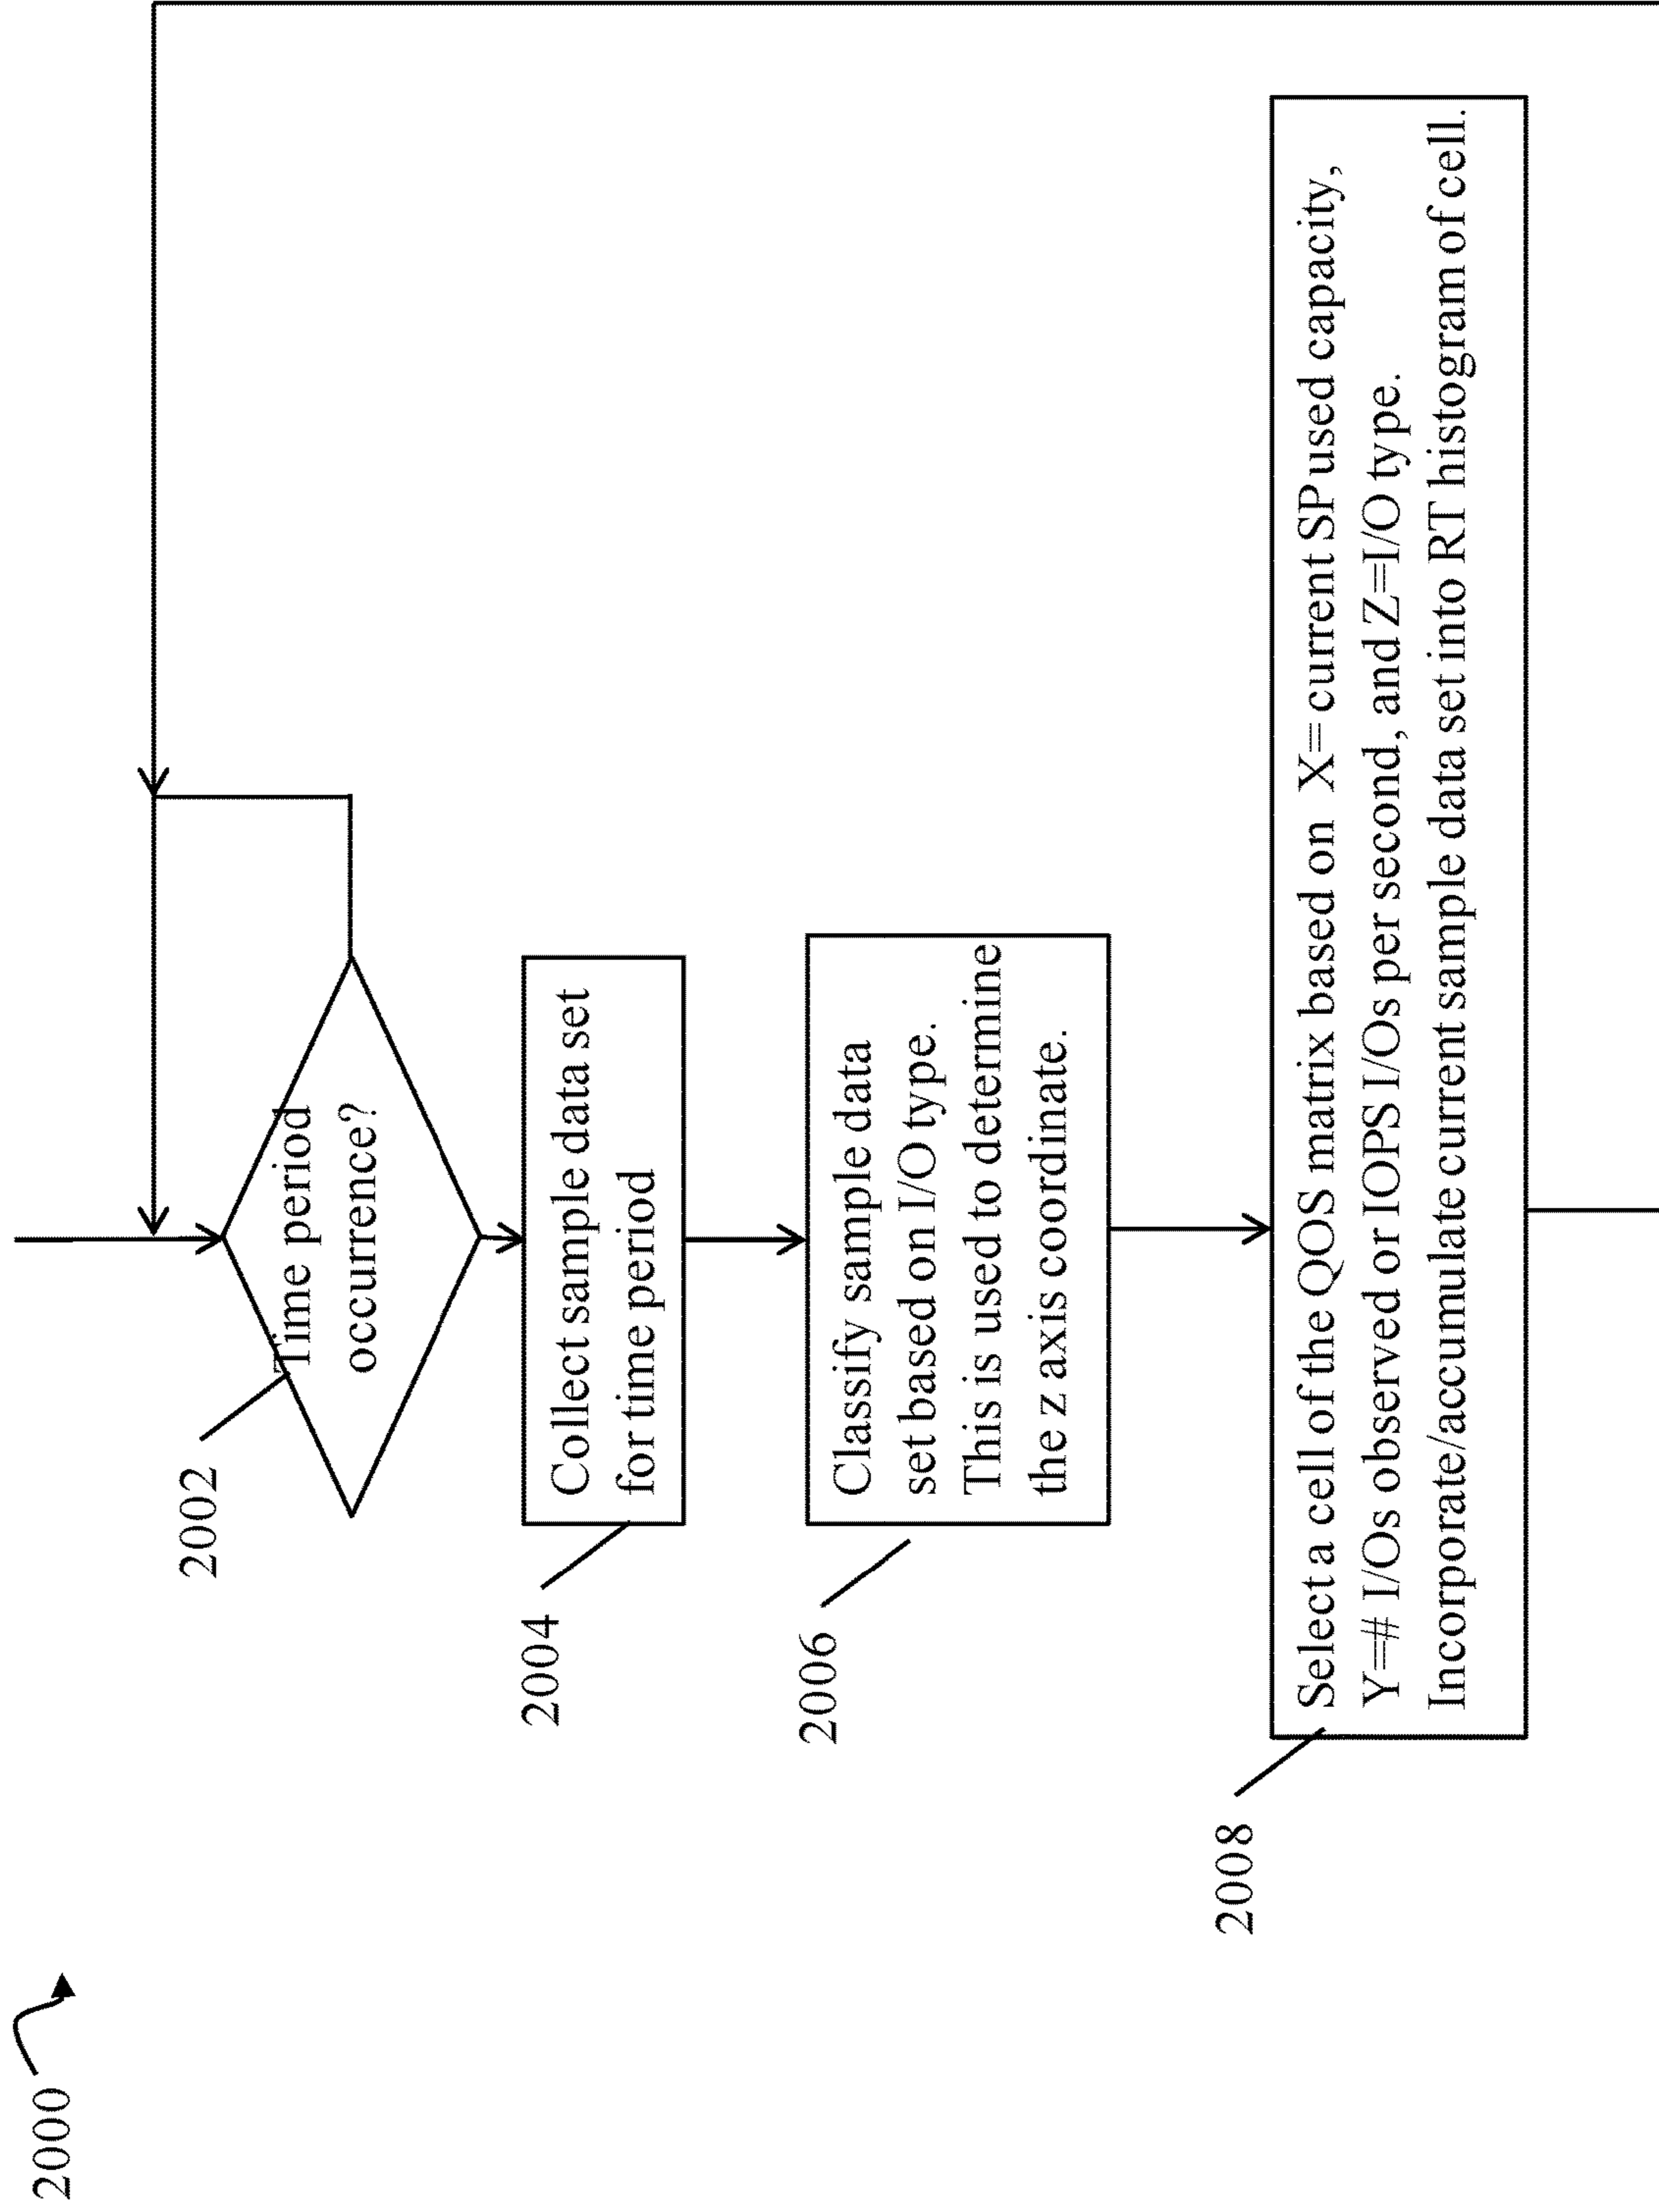 2000
2002
Time period
occurrence?
2004
Collect sample data set
for time period
2006
Classify sample data
set based on I/O type.
This is used to determine
the z axis coordinate.
2008
Select a cell of the QOS matrix based on X=current SP used capacity,
Y=# I/Os observed or IOPS I/Os per second, and Z=I/O type.
Incorporate/accumulate current sample data set into RT histogram of cell.